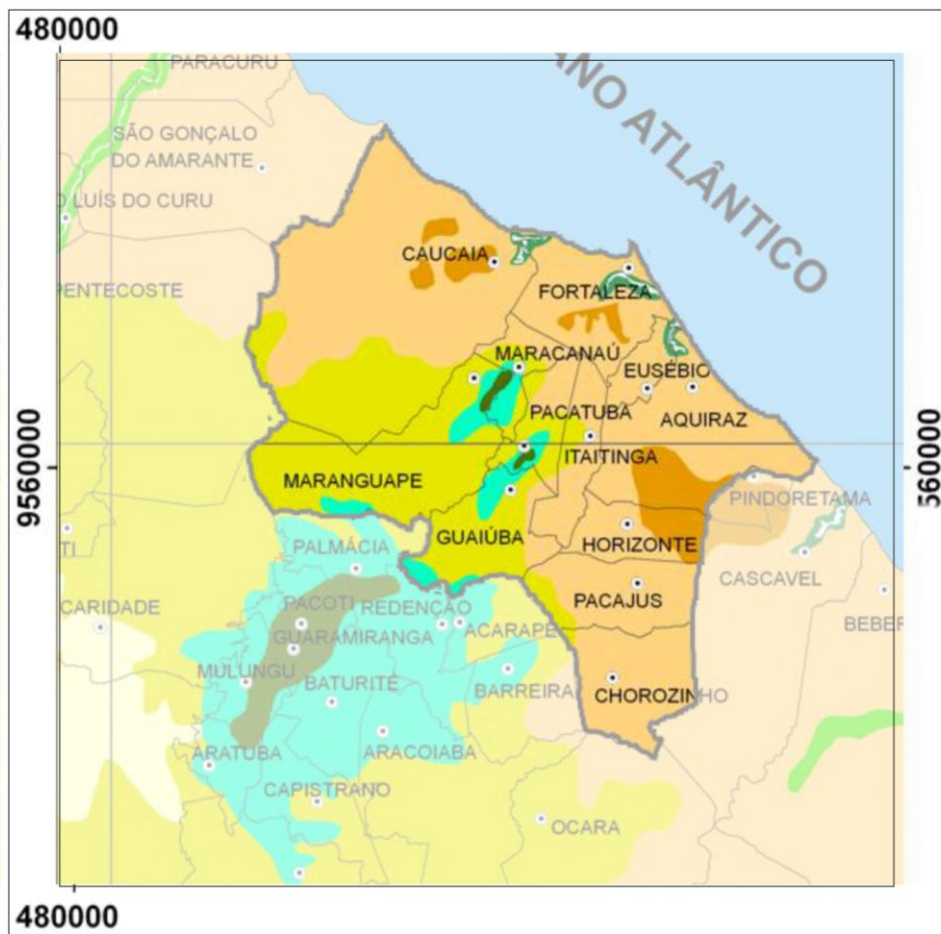 480000
PARACURU
ANO ATLÂNTICO
SÃO GONÇALO
DO AMARANTE
O LUÍS DO CURU
CAUCAIA
PENTECOSTE
FORTALEZA
MARACANAÚ
EUSÉBIO
PACATUBA
AQUIRAZ
9560000
560000
ITAITINGA
MARANGUAPE
PINDORETAMA
GUAIÚBA
HORIZONTE
PALMÁCIA
TI
CASCAVEL
PACAJUS
CARIDADE
PACOTI
REDENÇÃO
GUARAMIRANGA
ACARAPE
BEBER
MULUNGU
BATURITÉ
BARREIRA
CHOROZINHO
ARATUBA
ARACOIABA
CAPISTRANO
OCARA
480000